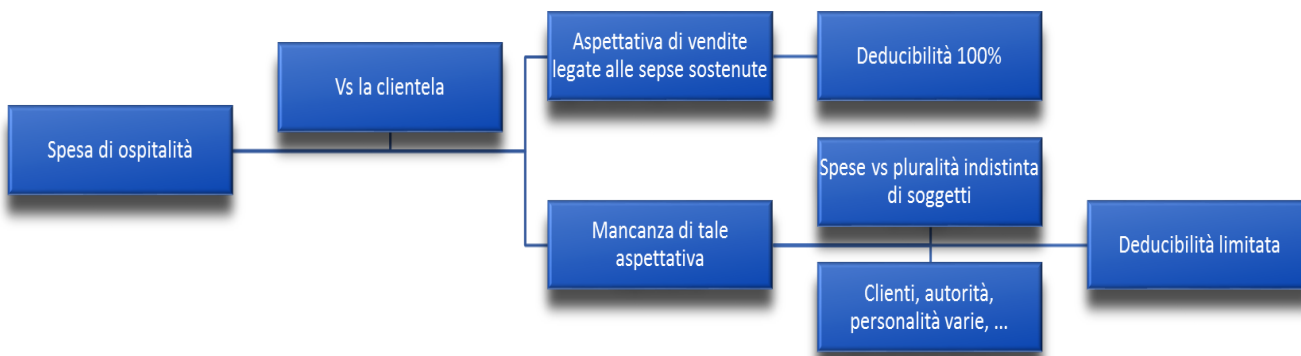 Spesa di ospitalità
Vs la clientela
Aspettativa di vendite
legate alle sepse sostenute
Deducibilità 100%
Mancanza di tale
aspettativa
Spese vs pluralità indistinta
di soggetti
Clienti, autorità,
personalità varie, ...
Deducibilità limitata